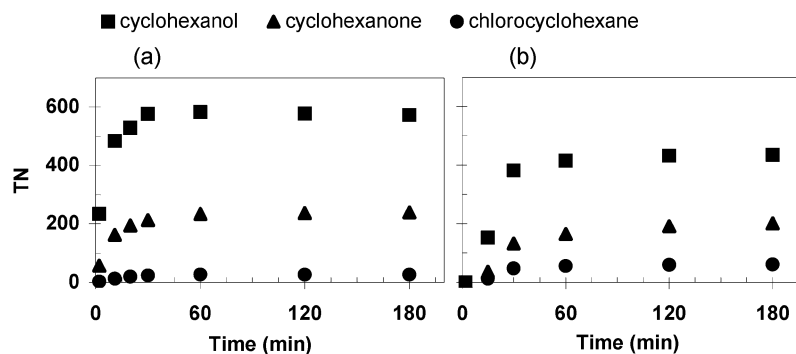 ■ cyclohexanol ▲ cyclohexanone ● chlorocyclohexane
(a) (b)
600
400
200
0
TN
0 60 120 180 0 60 120 180
Time (min) Time (min)